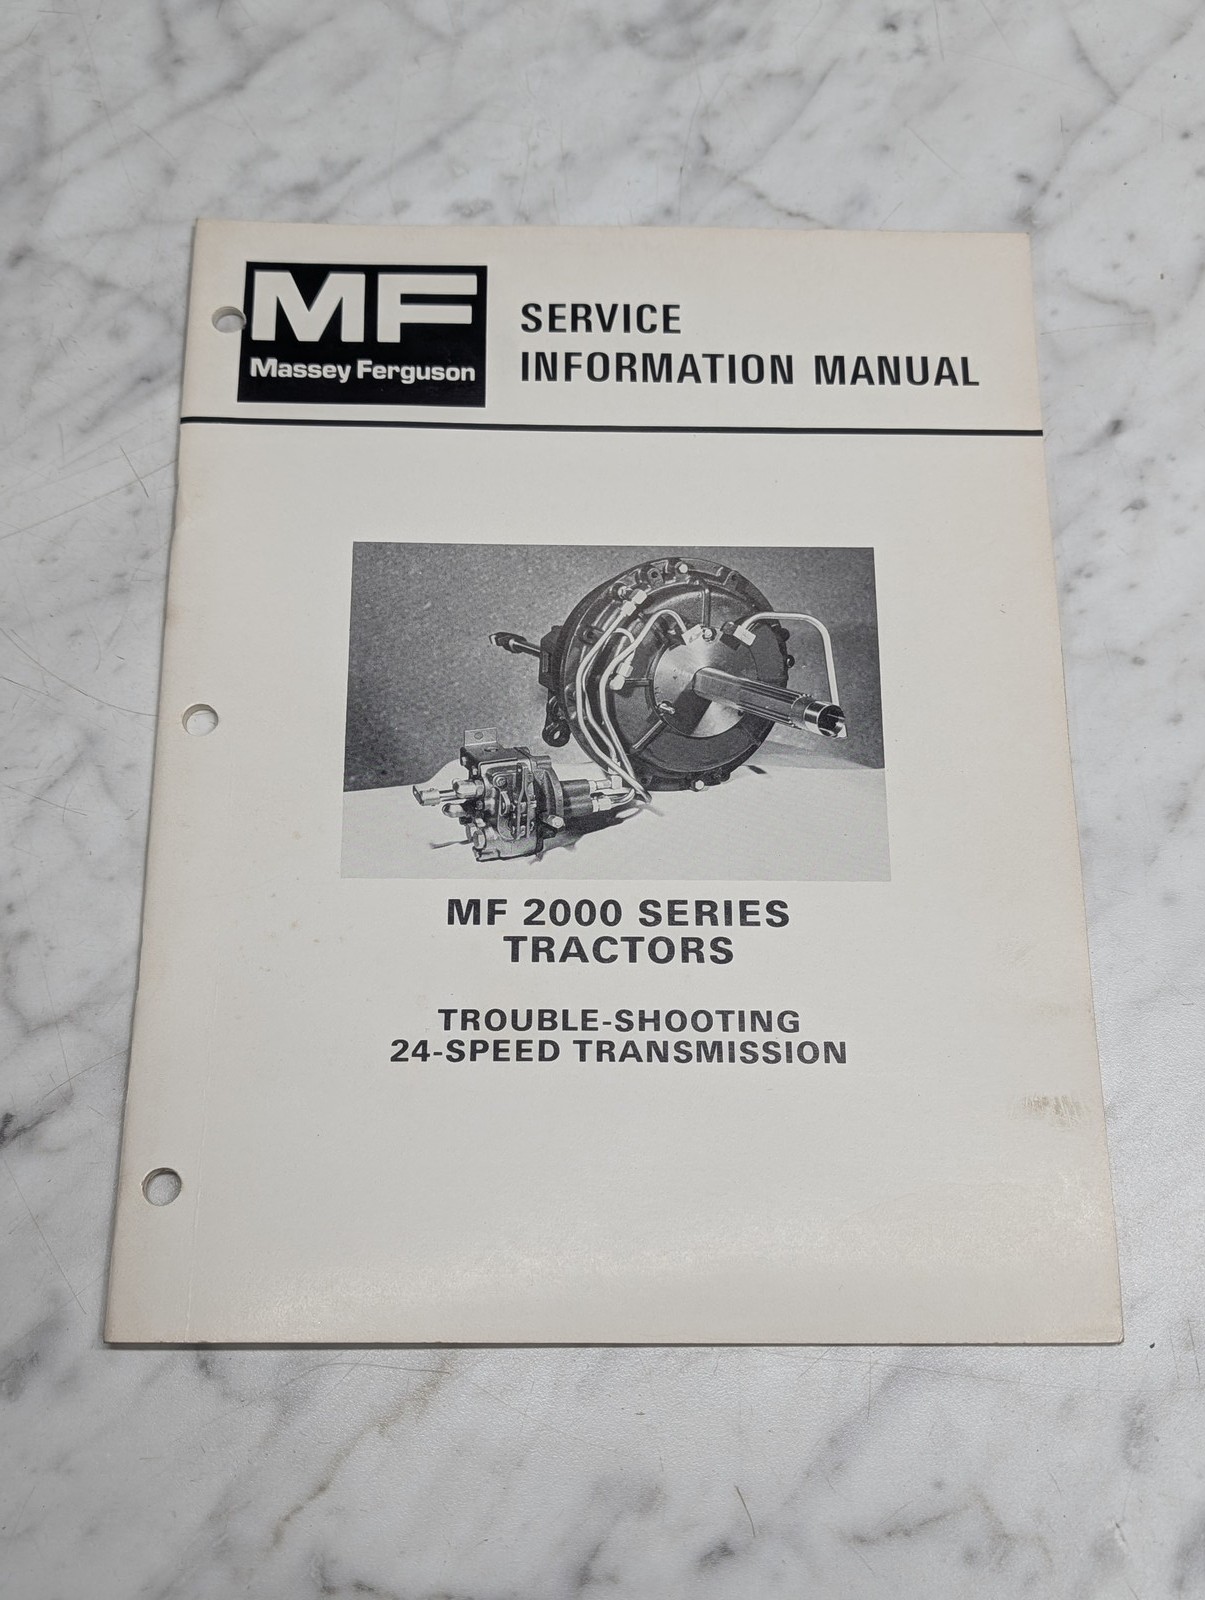 MF
Massey Ferguson
SERVICE
INFORMATION MANUAL
MF 2000 SERIES
TRACTORS
TROUBLE-SHOOTING
24-SPEED TRANSMISSION